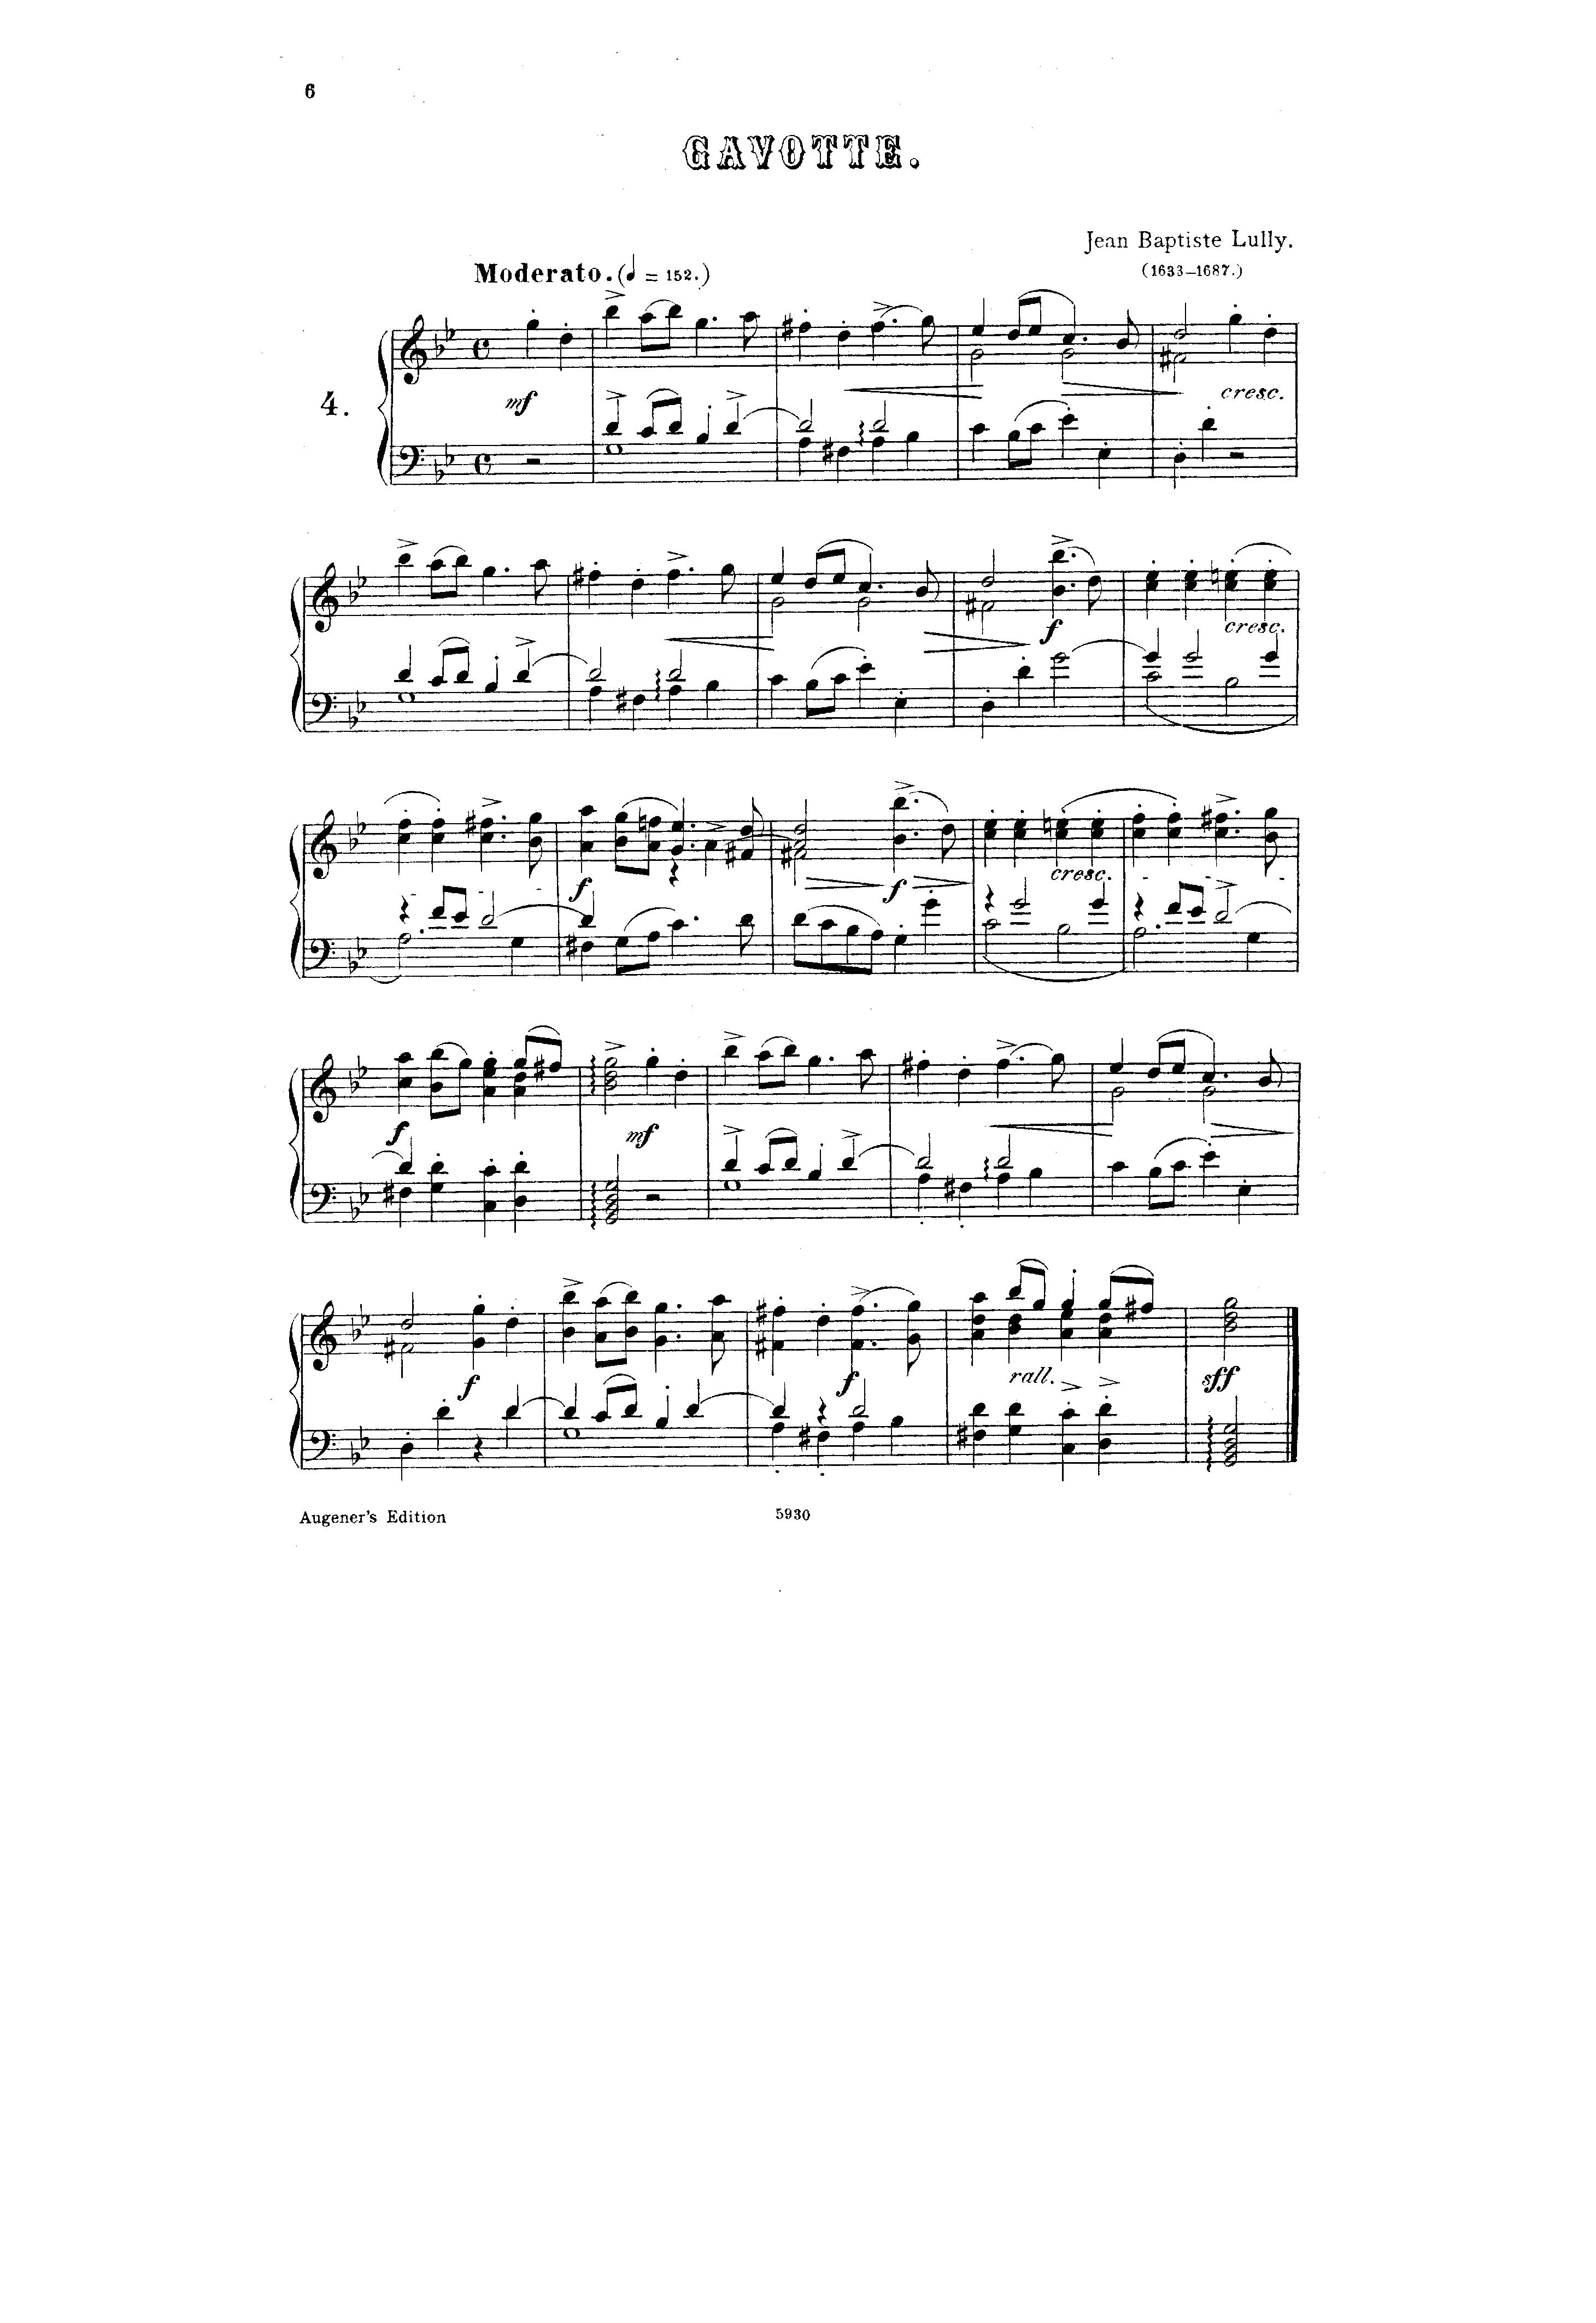 6
GAVOTTE.
Jean Baptiste Lully.
(1633–1687.)
Moderato. (♩ = 152.)
4.
mf
cresc.
f
cresc.
f
f
cresc.
f
mf
f
f
rall.
sff
Augener's Edition
5930